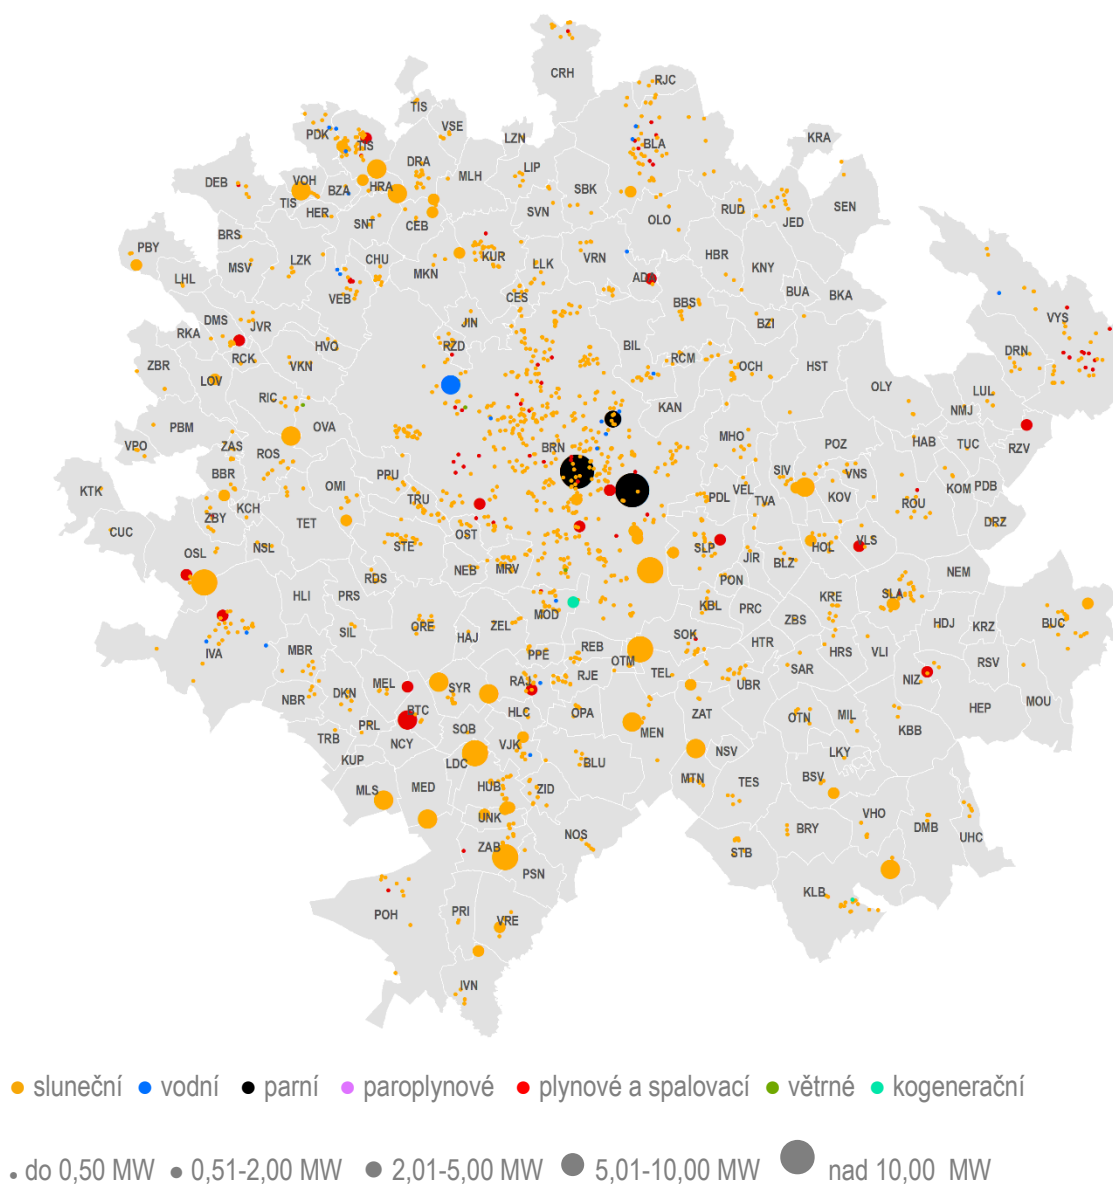 CRH
RJC
TIS
VSE
LZN
KRA
PDK
TIS
BLA
DRA
LIP
MLH
SBK
DEB
VOH
BZA
HRA
TIS
HER
SNT
CEB
SVN
OLO
RUD
JED
SEN
BRS
PBY
MSV
LZK
CHU
MKN
KUR
LLK
VRN
ADA
HBR
KNY
LHL
VEB
CES
BBS
BUA
BKA
DMS
JVR
RKA
JIN
BZI
VYS
ZBR
RCK
HVO
RZD
BIL
RCM
OCH
HST
DRN
LOV
VKN
OLY
LUL
RIC
KAN
NMJ
PBM
OVA
VPO
ZAS
ROS
BRN
MHO
POZ
HAB
TUC
RZV
KTK
BBR
PPU
SIV
VNS
OMI
VEL
KOM
PDB
CUC
ZBY
KCH
TRU
PDL
TVA
KOV
ROU
DRZ
TET
OSL
NSL
STE
OST
SLP
HOL
VLS
JIR
BLZ
NEB
MRV
PON
NEM
RDS
HLI
PRS
KBL
PRC
KRE
SLA
MOD
ZBS
HDJ
KRZ
BUC
SIL
ORE
HAJ
ZEL
SOK
HTR
HRS
VLI
IVA
MBR
PPE
REB
OTM
SAR
RSV
NBR
DKN
MEL
SYR
RAJ
RJE
TEL
UBR
NIZ
MOU
BTC
HLC
OPA
ZAT
OTN
MIL
HEP
TRB
PRL
NCY
SOB
MEN
KBB
KUP
VJK
NSV
LKY
LDC
BLU
MLS
MED
HUB
ZID
MTN
TES
BSV
UNK
VHO
NOS
BRY
DMB
UHC
ZAB
STB
PSN
KLB
POH
PRI
VRE
IVN
sluneční vodní parní paroplynové plynové a spalovací větrné kogenerační
do 0,50 MW 0,51-2,00 MW 2,01-5,00 MW 5,01-10,00 MW nad 10,00 MW